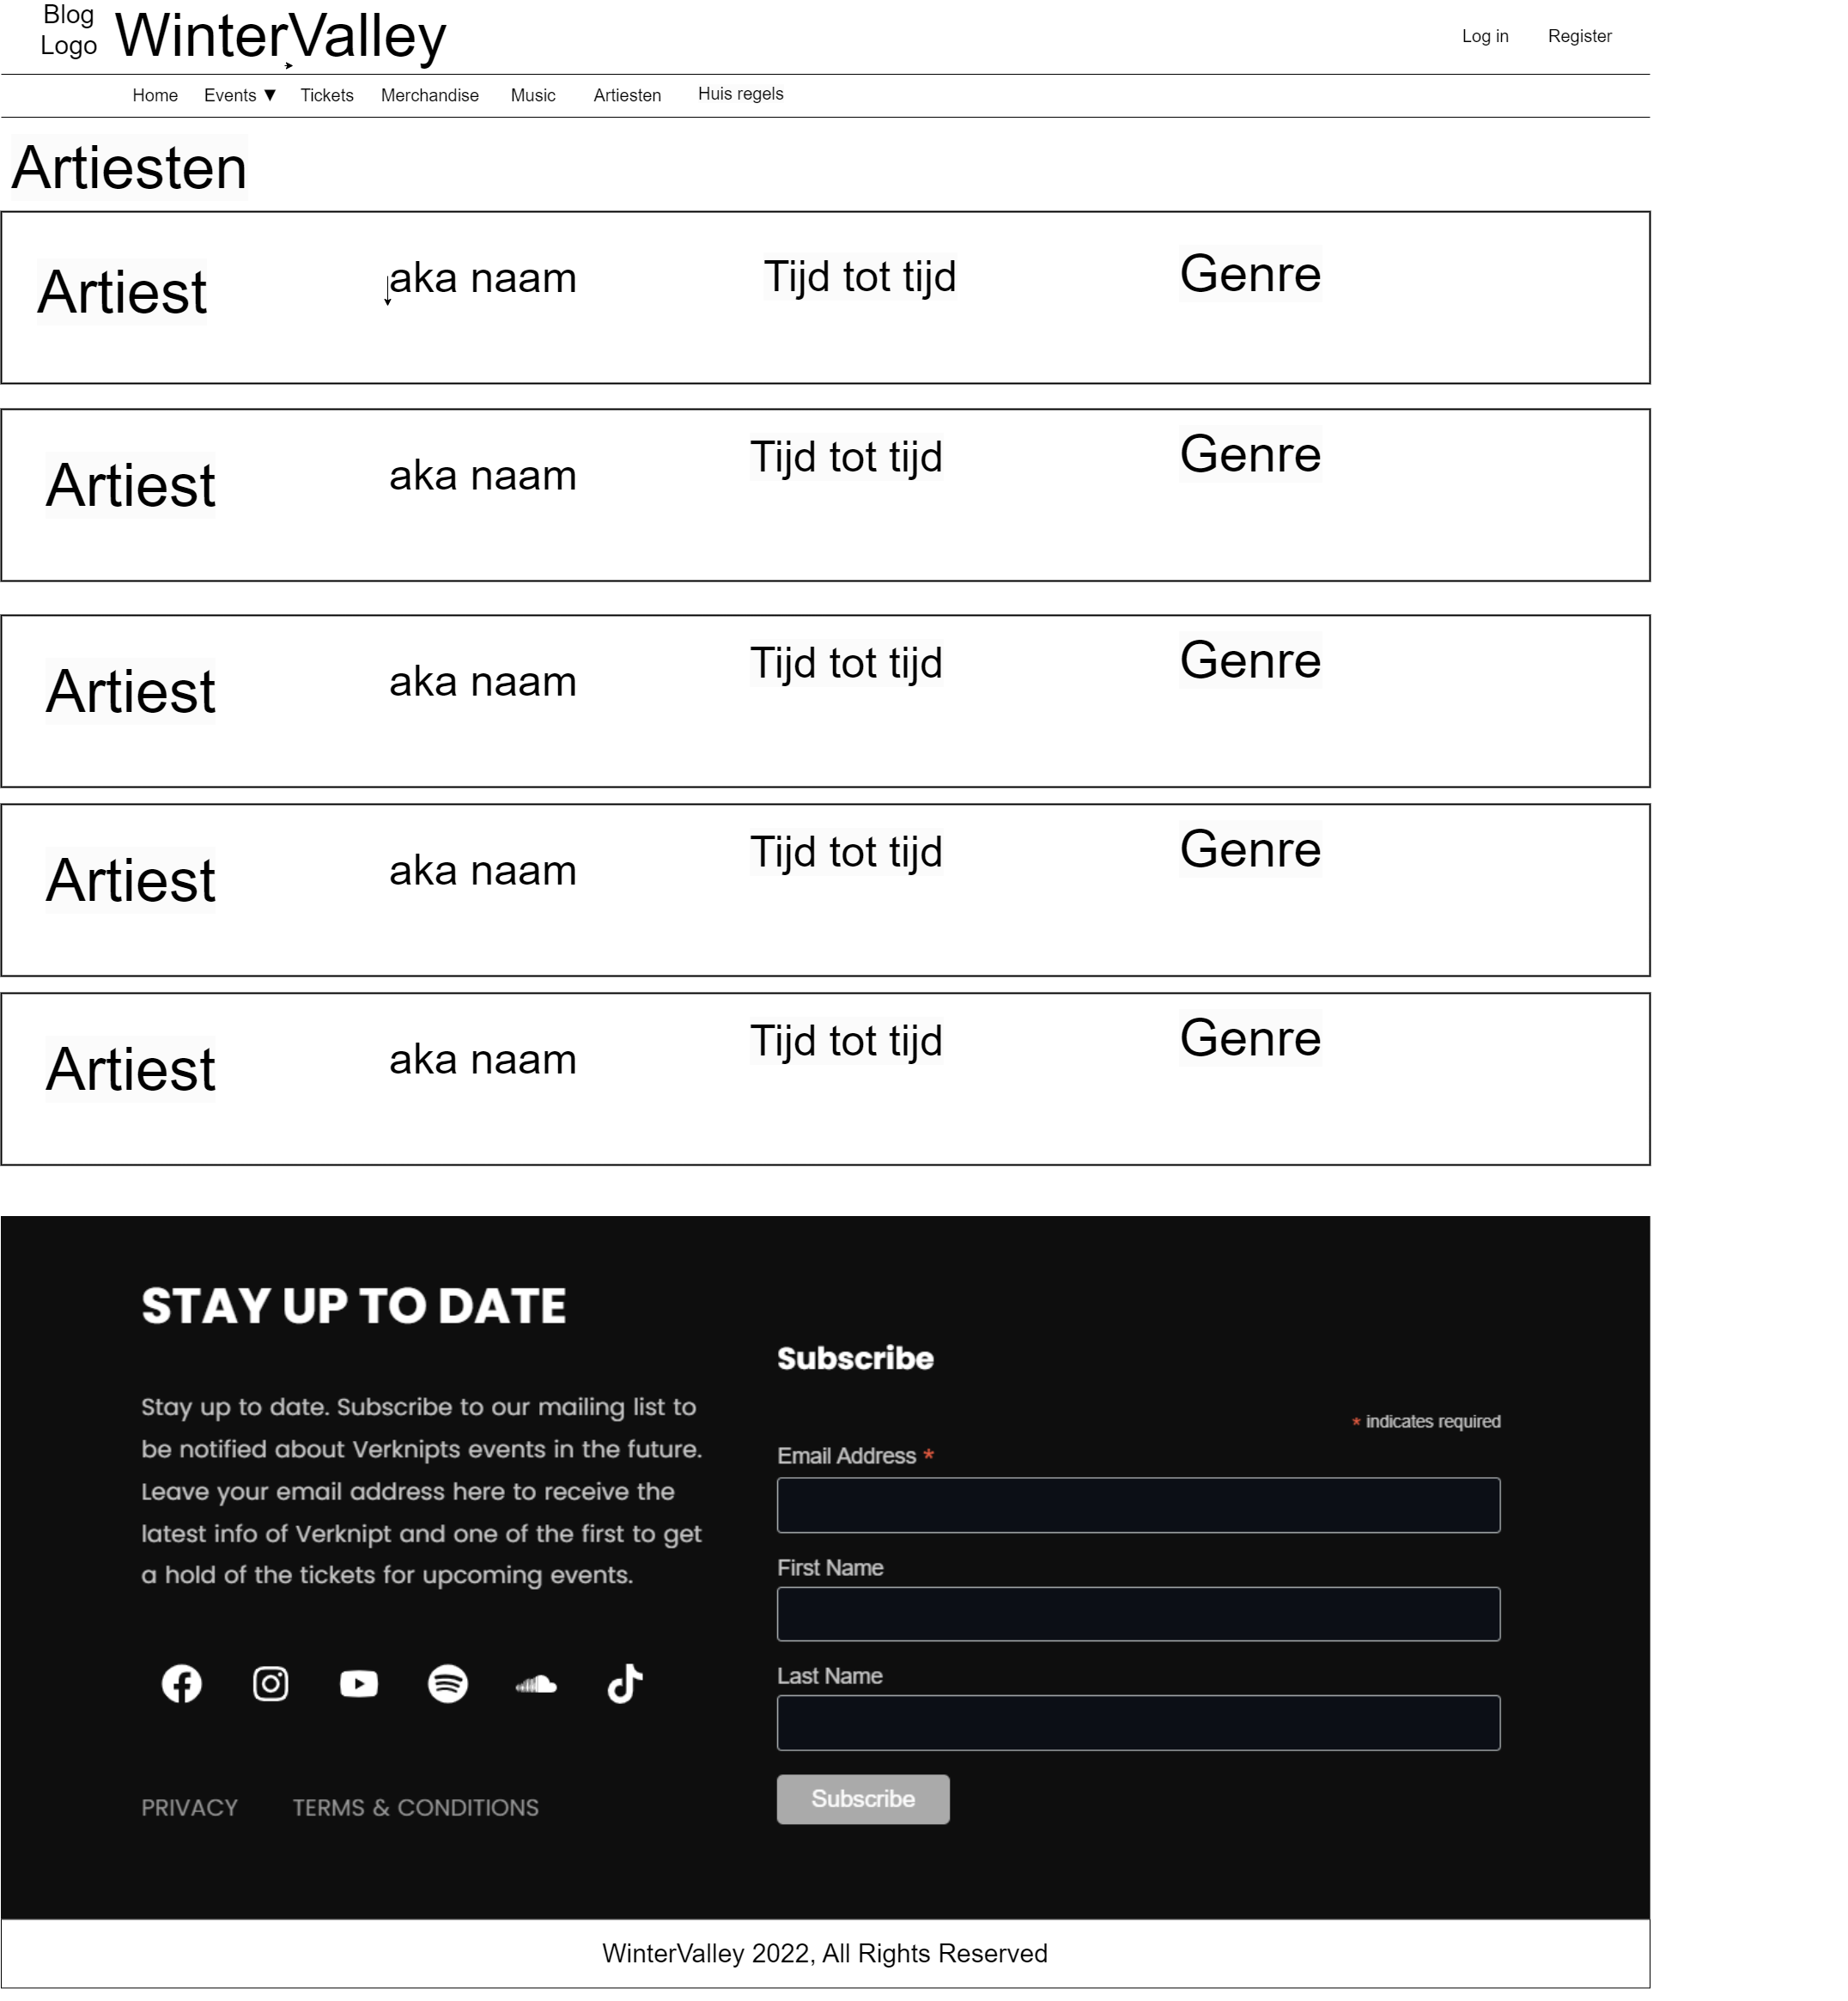 Blog
Logo
WinterValley
Log in
Register
Home
Events ▼
Tickets
Merchandise
Music
Artiesten
Huis regels
Artiesten
Artiest
aka naam
Tijd tot tijd
Genre
Artiest
aka naam
Tijd tot tijd
Genre
Artiest
aka naam
Tijd tot tijd
Genre
Artiest
aka naam
Tijd tot tijd
Genre
Artiest
aka naam
Tijd tot tijd
Genre
STAY UP TO DATE
Stay up to date. Subscribe to our mailing list to
be notified about Verknipts events in the future.
Leave your email address here to receive the
latest info of Verknipt and one of the first to get
a hold of the tickets for upcoming events.
PRIVACY
TERMS & CONDITIONS
Subscribe
* indicates required
Email Address *
First Name
Last Name
Subscribe
WinterValley 2022, All Rights Reserved